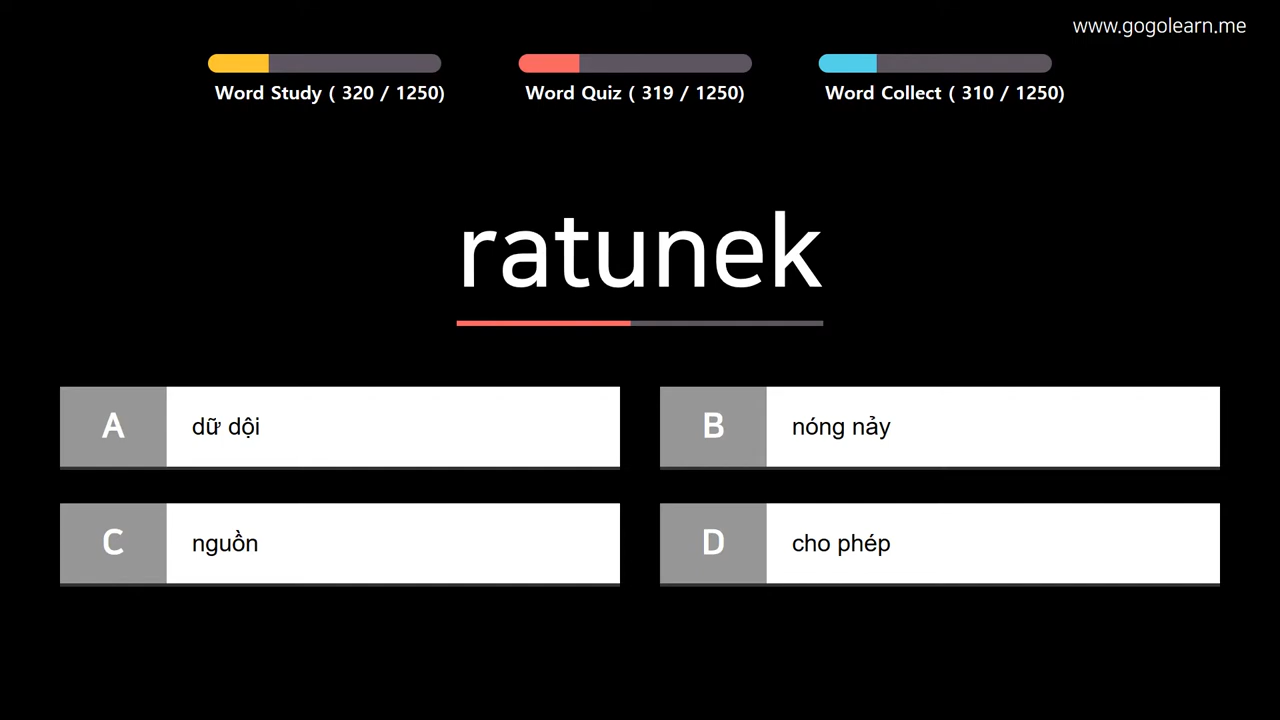 www.gogolearn.me
Word Study ( 320 / 1250)
Word Quiz ( 319 / 1250)
Word Collect ( 310 / 1250)
ratunek
A dữ dội
B nóng nảy
C nguồn
D cho phép